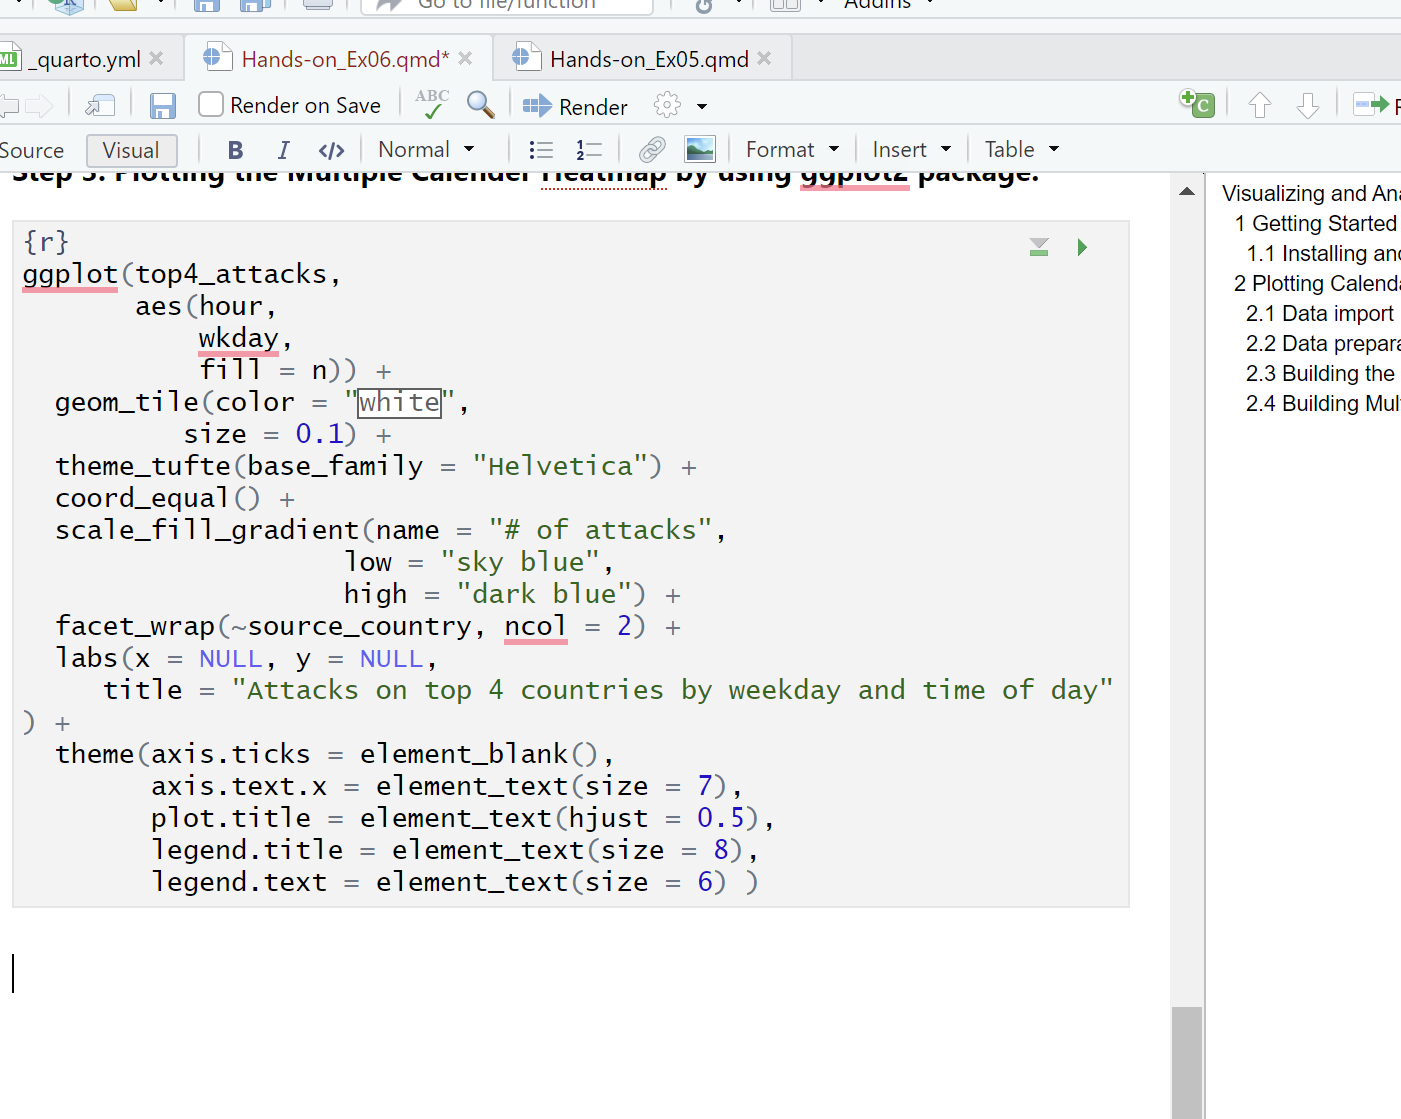 Go to file/function
Addins
_quarto.yml
Hands-on_Ex06.qmd*
Hands-on_Ex05.qmd
Render on Save
ABC
Render
Source
Visual
B
I
</>
Normal
Format
Insert
Table
Step 3: Plotting the Multiple Calender Heatmap by using ggplot2 package.
{r}
ggplot(top4_attacks,
aes(hour,
wkday,
fill = n)) +
geom_tile(color = "white",
size = 0.1) +
theme_tufte(base_family = "Helvetica") +
coord_equal() +
scale_fill_gradient(name = "# of attacks",
low = "sky blue",
high = "dark blue") +
facet_wrap(~source_country, ncol = 2) +
labs(x = NULL, y = NULL,
title = "Attacks on top 4 countries by weekday and time of day"
) +
theme(axis.ticks = element_blank(),
axis.text.x = element_text(size = 7),
plot.title = element_text(hjust = 0.5),
legend.title = element_text(size = 8),
legend.text = element_text(size = 6) )
Visualizing and Ana
1 Getting Started
1.1 Installing and
2 Plotting Calenda
2.1 Data import
2.2 Data prepara
2.3 Building the
2.4 Building Mul